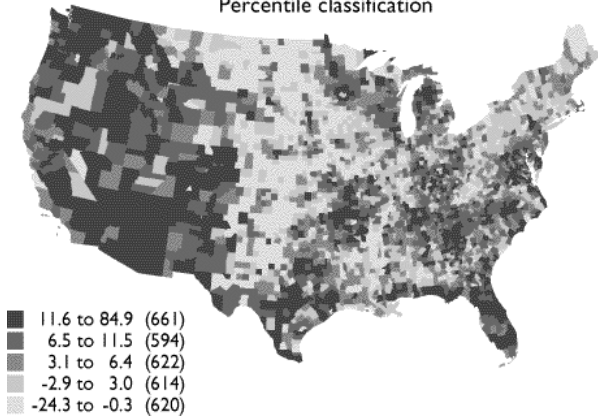 Percentile classification
11.6 to 84.9 (661)
6.5 to 11.5 (594)
3.1 to 6.4 (622)
-2.9 to 3.0 (614)
-24.3 to -0.3 (620)